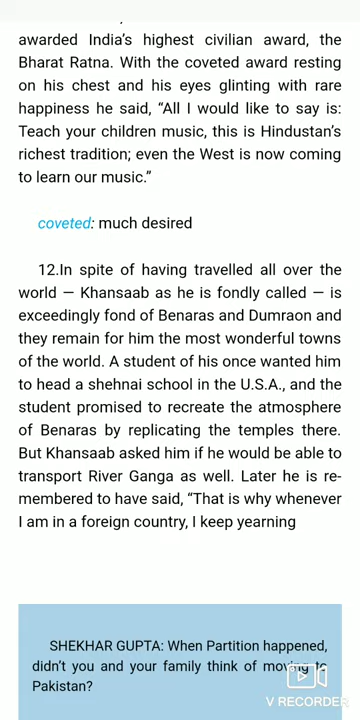 awarded India's highest civilian award, the
Bharat Ratna. With the coveted award resting
on his chest and his eyes glinting with rare
happiness he said, “All I would like to say is:
Teach your children music, this is Hindustan's
richest tradition; even the West is now coming
to learn our music.”
coveted: much desired
12.In spite of having travelled all over the
world — Khansaab as he is fondly called — is
exceedingly fond of Benaras and Dumraon and
they remain for him the most wonderful towns
of the world. A student of his once wanted him
to head a shehnai school in the U.S.A., and the
student promised to recreate the atmosphere
of Benaras by replicating the temples there.
But Khansaab asked him if he would be able to
transport River Ganga as well. Later he is re-
membered to have said, “That is why whenever
I am in a foreign country, I keep yearning
SHEKHAR GUPTA: When Partition happened,
didn't you and your family think of moving to
Pakistan?
V RECORDER